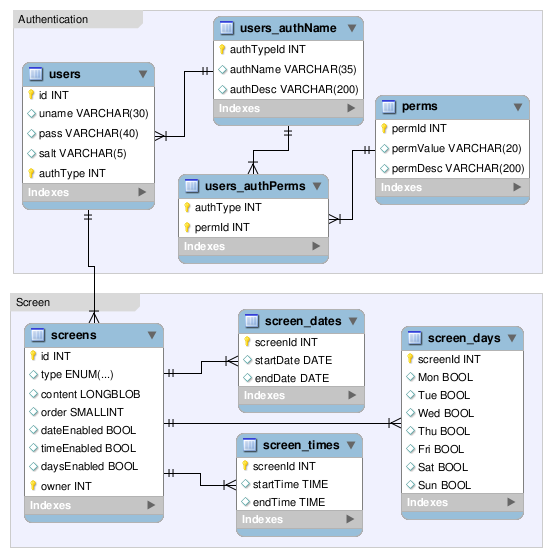 Authentication
users_authName
authTypeId INT
authName VARCHAR(35)
authDesc VARCHAR(200)
Indexes
users
id INT
uname VARCHAR(30)
pass VARCHAR(40)
salt VARCHAR(5)
authType INT
Indexes
perms
permId INT
permValue VARCHAR(20)
permDesc VARCHAR(200)
Indexes
users_authPerms
authType INT
permId INT
Indexes
Screen
screens
id INT
type ENUM(...)
content LONGBLOB
order SMALLINT
dateEnabled BOOL
timeEnabled BOOL
daysEnabled BOOL
owner INT
Indexes
screen_dates
screenId INT
startDate DATE
endDate DATE
Indexes
screen_times
screenId INT
startTime TIME
endTime TIME
Indexes
screen_days
screenId INT
Mon BOOL
Tue BOOL
Wed BOOL
Thu BOOL
Fri BOOL
Sat BOOL
Sun BOOL
Indexes